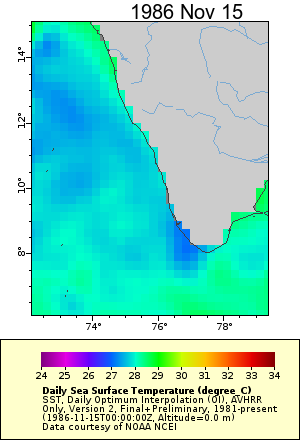 1986 Nov 15
14°
12°
10°
8°
74° 76° 78°
24 25 26 27 28 29 30 31 32 33 34
Daily Sea Surface Temperature (degree_C)
SST, Daily Optimum Interpolation (OI), AVHRR
Only, Version 2, Final+Preliminary, 1981-present
(1986-11-15T00:00:00Z, Altitude=0.0 m)
Data courtesy of NOAA NCEI